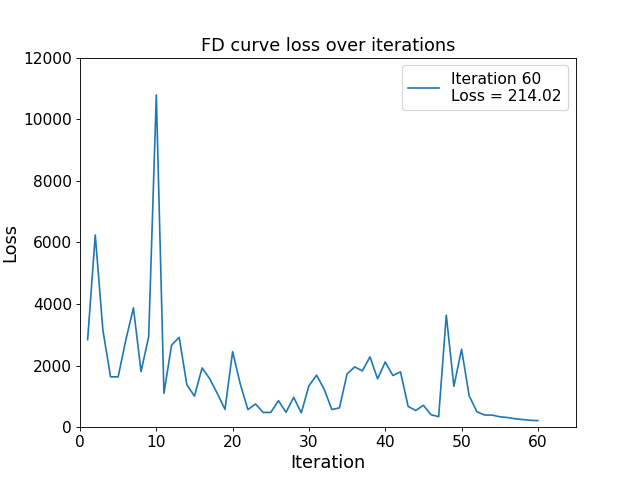 FD curve loss over iterations
12000
10000
8000
6000
4000
2000
0
Loss
Iteration 60
Loss = 214.02
0 10 20 30 40 50 60
Iteration